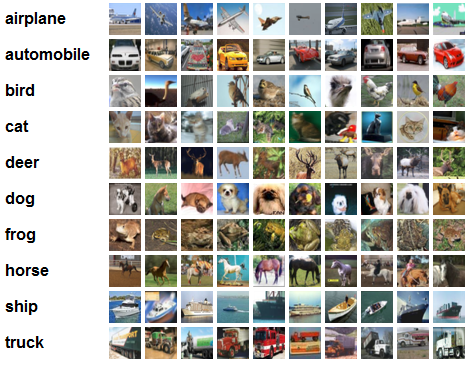 airplane
automobile
bird
cat
deer
dog
frog
horse
ship
truck